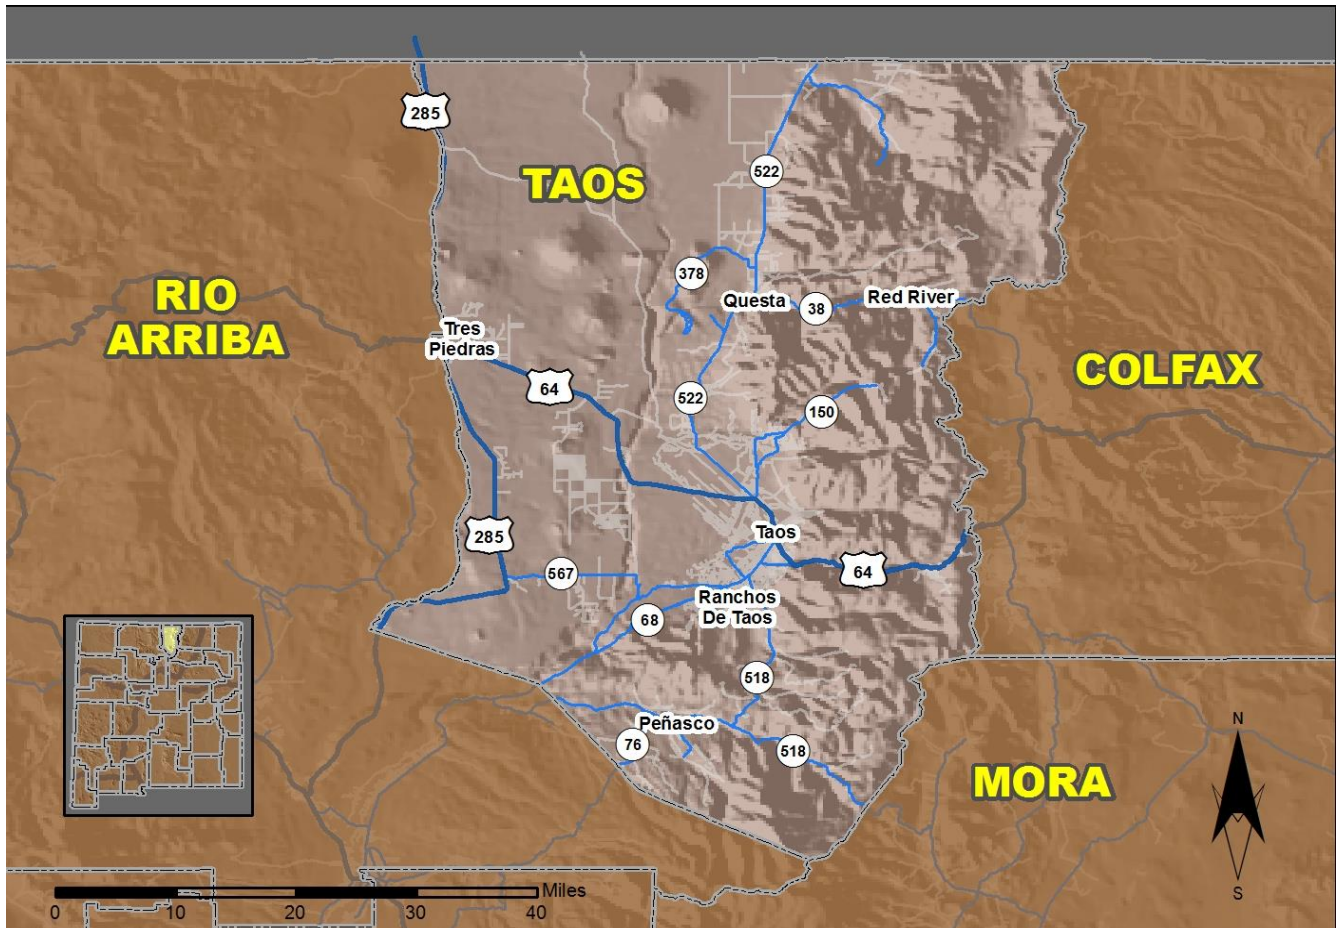 285
522
TAOS
378
RIO
ARRIBA
Questa
38
Red River
Tres
Piedras
64
522
150
COLFAX
285
Taos
567
64
Ranchos
De Taos
68
518
Peñasco
76
518
MORA
N
S
Miles
0 10 20 30 40